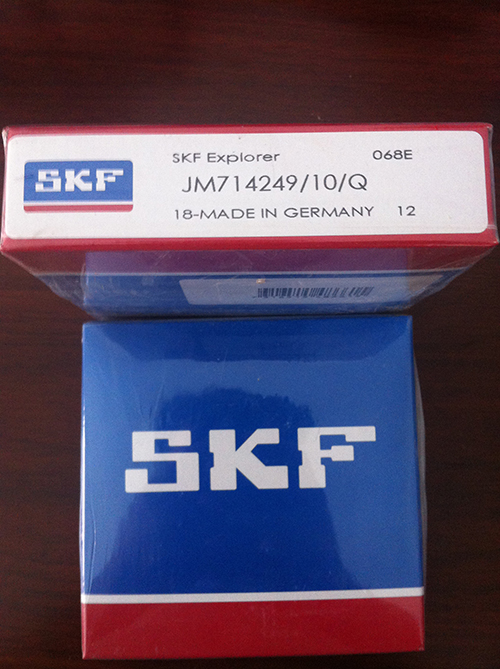 SKF
SKF Explorer 068E
JM714249/10/Q
18-MADE IN GERMANY 12
SKF